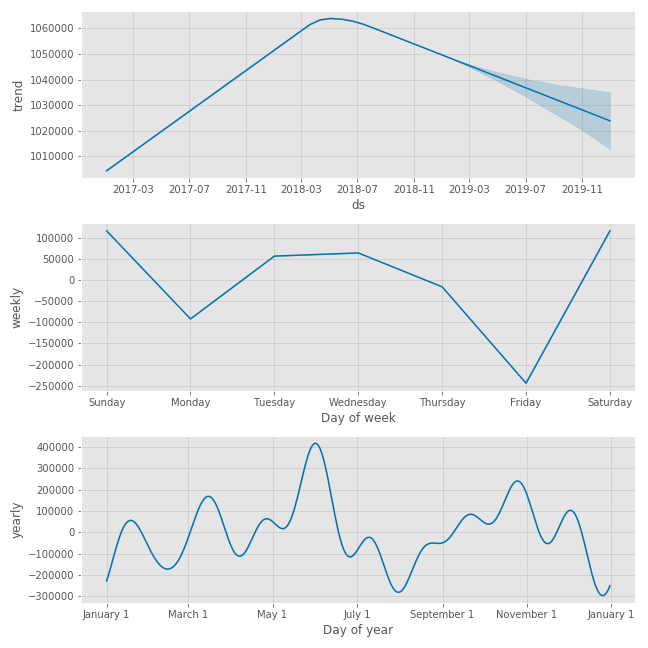 1060000
1050000
1040000
1030000
1020000
1010000
trend
2017-03 2017-07 2017-11 2018-03 2018-07 2018-11 2019-03 2019-07 2019-11
ds
100000
50000
0
−50000
−100000
−150000
−200000
−250000
weekly
Sunday Monday Tuesday Wednesday Thursday Friday Saturday
Day of week
400000
300000
200000
100000
0
−100000
−200000
−300000
yearly
January 1 March 1 May 1 July 1 September 1 November 1 January 1
Day of year